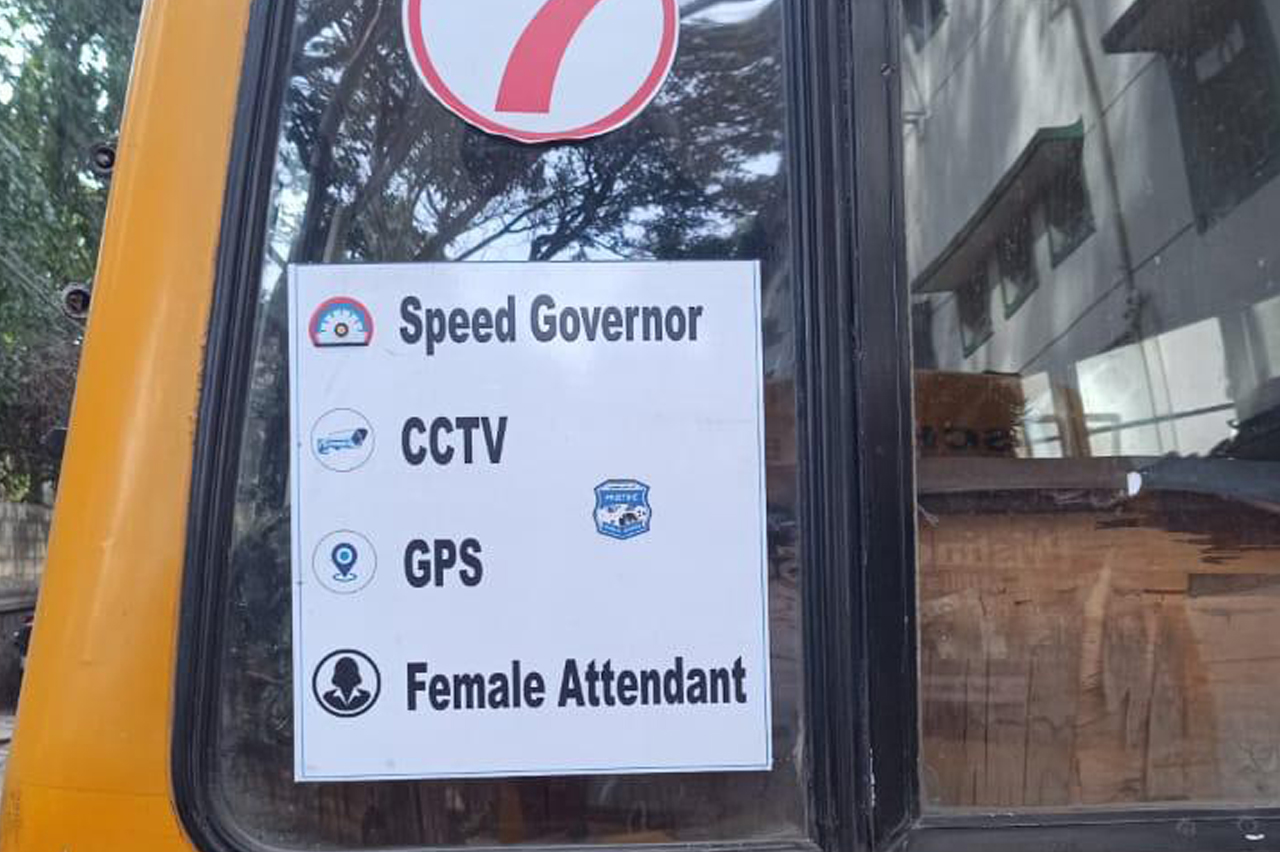 7
Speed Governor
CCTV
GPS
Female Attendant